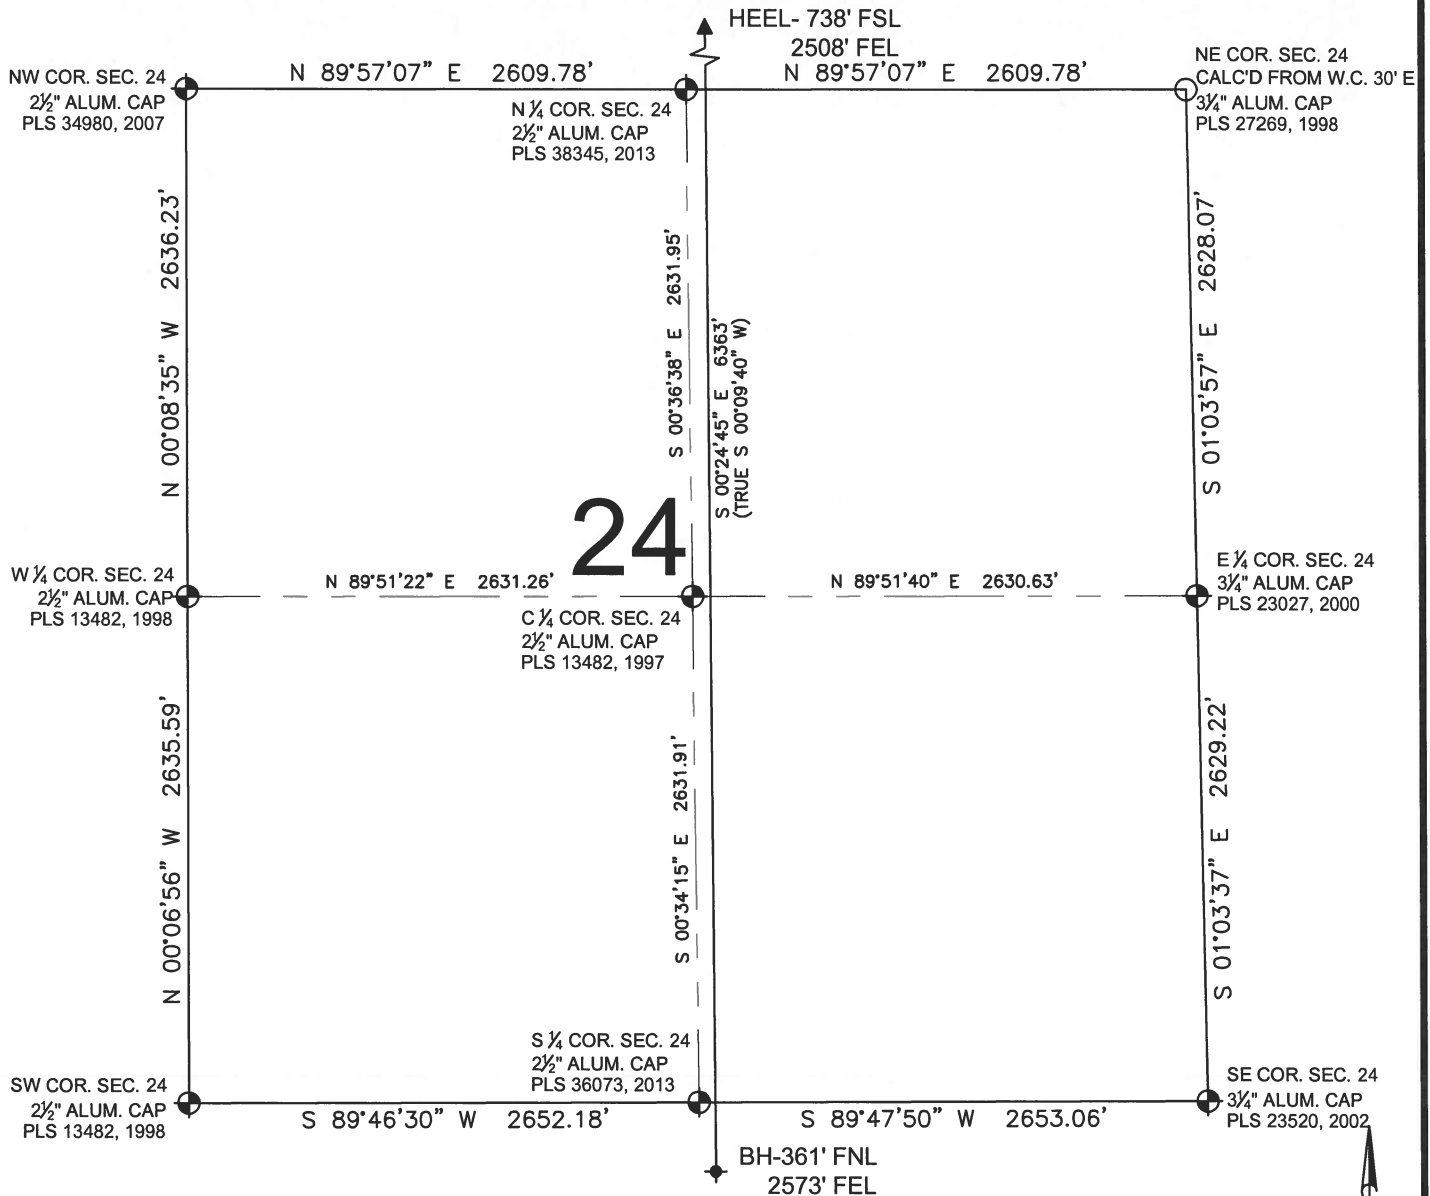 HEEL- 738' FSL
2508' FEL
N 89°57'07" E 2609.78'
N 89°57'07" E 2609.78'
NW COR. SEC. 24
2½" ALUM. CAP
PLS 34980, 2007
N ¼ COR. SEC. 24
2½" ALUM. CAP
PLS 38345, 2013
NE COR. SEC. 24
CALC'D FROM W.C. 30' E
3¼" ALUM. CAP
PLS 27269, 1998
N 00°08'35" W 2636.23'
S 00°36'38" E 2631.95'
S 00°24'45" E 6363'
(TRUE S 00°09'40" W)
S 01°03'57" E 2628.07'
24
W ¼ COR. SEC. 24
2½" ALUM. CAP
PLS 13482, 1998
N 89°51'22" E 2631.26'
N 89°51'40" E 2630.63'
C ¼ COR. SEC. 24
2½" ALUM. CAP
PLS 13482, 1997
E ¼ COR. SEC. 24
3¼" ALUM. CAP
PLS 23027, 2000
N 00°06'56" W 2635.59'
S 00°34'15" E 2631.91'
S 01°03'37" E 2629.22'
S ¼ COR. SEC. 24
2½" ALUM. CAP
PLS 36073, 2013
SW COR. SEC. 24
2½" ALUM. CAP
PLS 13482, 1998
S 89°46'30" W 2652.18'
S 89°47'50" W 2653.06'
SE COR. SEC. 24
3¼" ALUM. CAP
PLS 23520, 2002
BH-361' FNL
2573' FEL